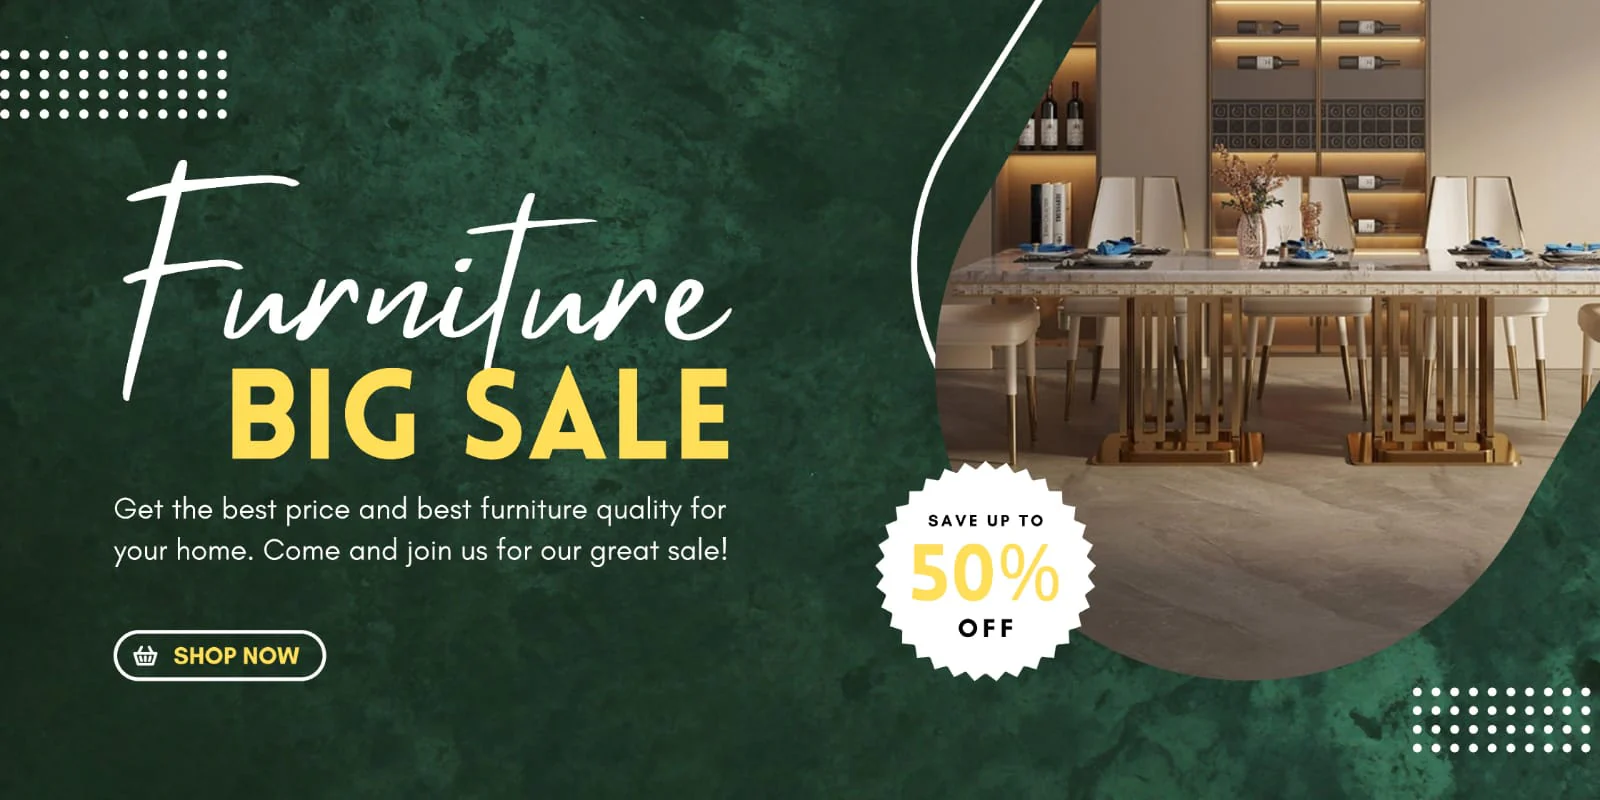 Furniture
BIG SALE
Get the best price and best furniture quality for
your home. Come and join us for our great sale!
SHOP NOW
SAVE UP TO
50%
OFF